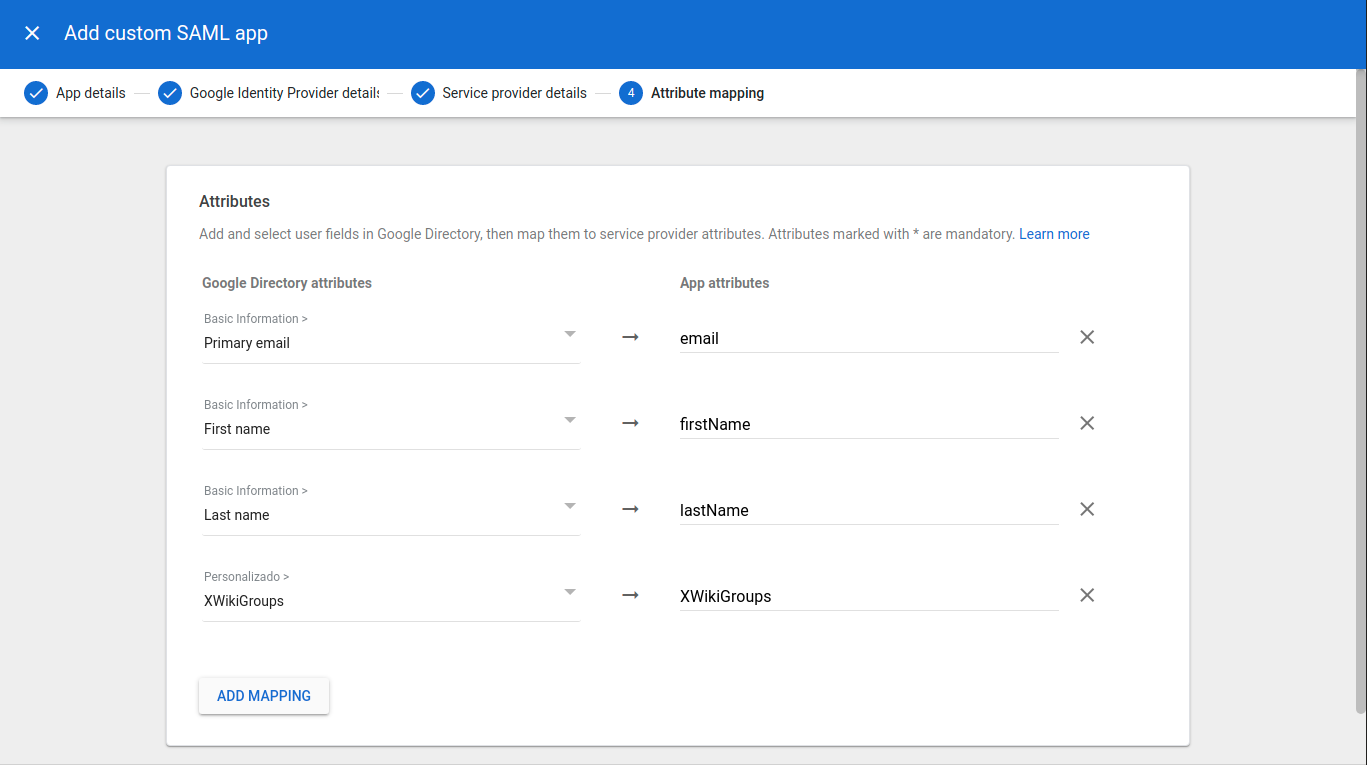 Add custom SAML app
App details
Google Identity Provider details
Service provider details
4 Attribute mapping
Attributes
Add and select user fields in Google Directory, then map them to service provider attributes. Attributes marked with * are mandatory. Learn more
Google Directory attributes App attributes
Basic Information >
Primary email → email
Basic Information >
First name → firstName
Basic Information >
Last name → lastName
Personalizado >
XWikiGroups → XWikiGroups
ADD MAPPING